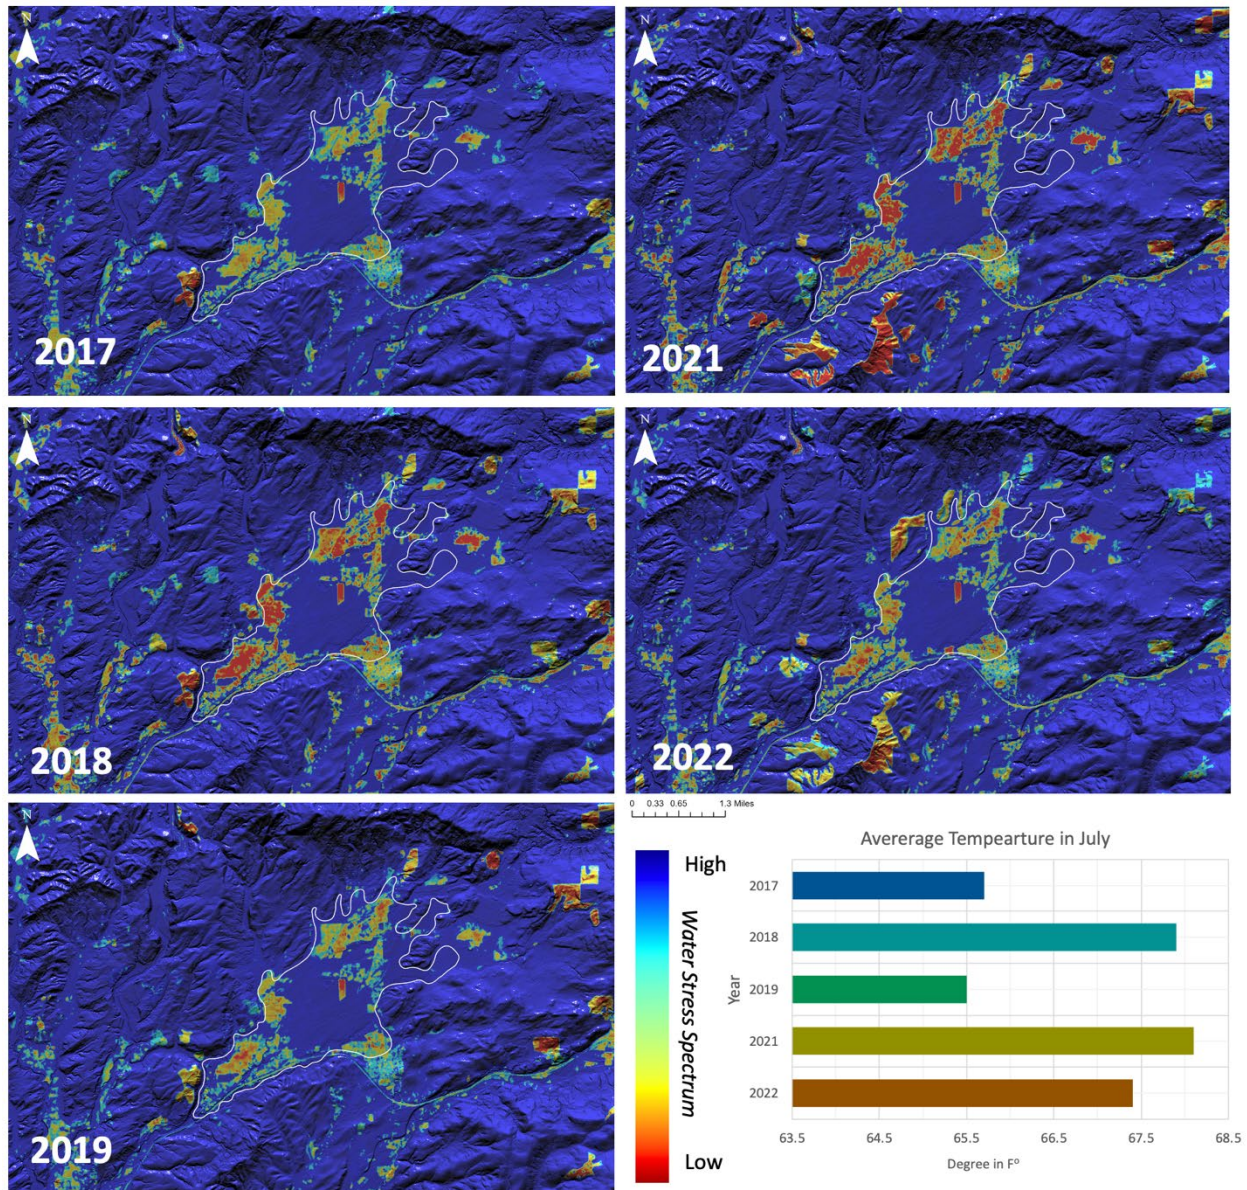 N
2017
N
2021
N
2018
N
2022
N
2019
0 0.33 0.65 1.3 Miles
High
Water Stress Spectrum
Low
Avererage Tempearture in July
Year
2017
2018
2019
2021
2022
63.5 64.5 65.5 66.5 67.5 68.5
Degree in Fº